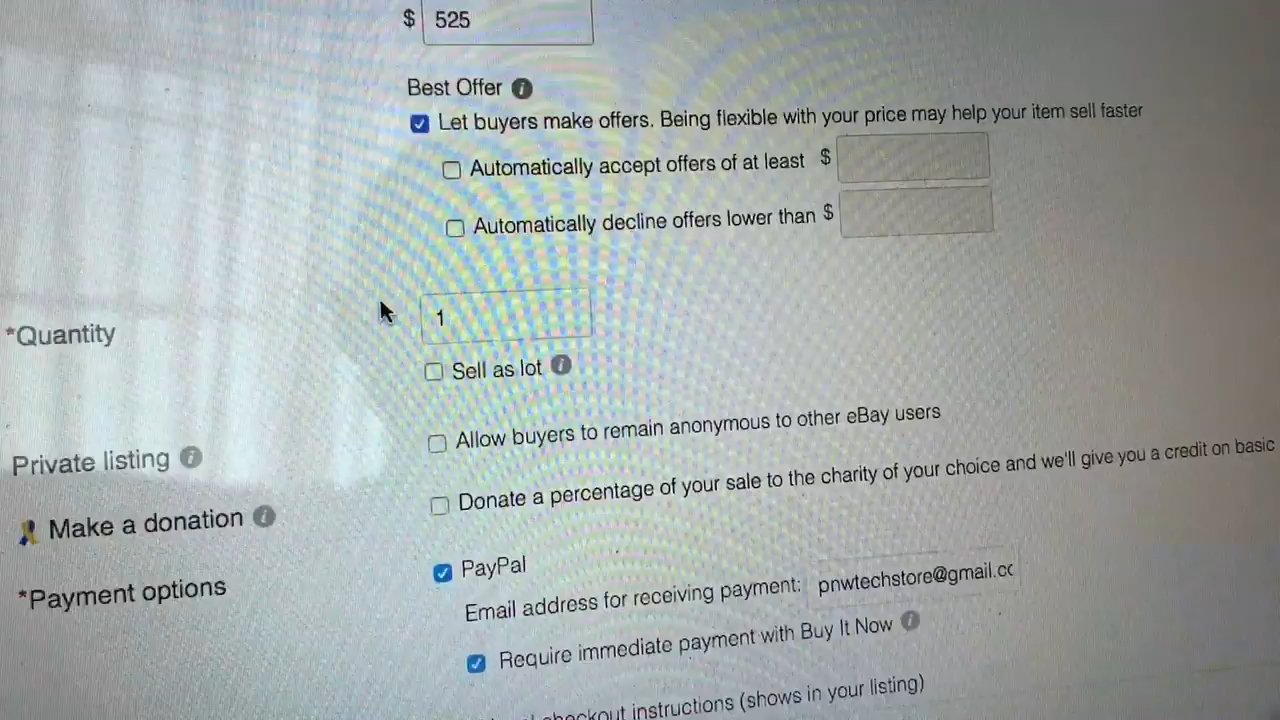 $ 525
Best Offer
Let buyers make offers. Being flexible with your price may help your item sell faster
Automatically accept offers of at least $
Automatically decline offers lower than $
*Quantity 1
Sell as lot
Private listing
Allow buyers to remain anonymous to other eBay users
Make a donation
Donate a percentage of your sale to the charity of your choice and we'll give you a credit on basic
*Payment options
PayPal
Email address for receiving payment: pnwtechstore@gmail.cc
Require immediate payment with Buy It Now
checkout instructions (shows in your listing)